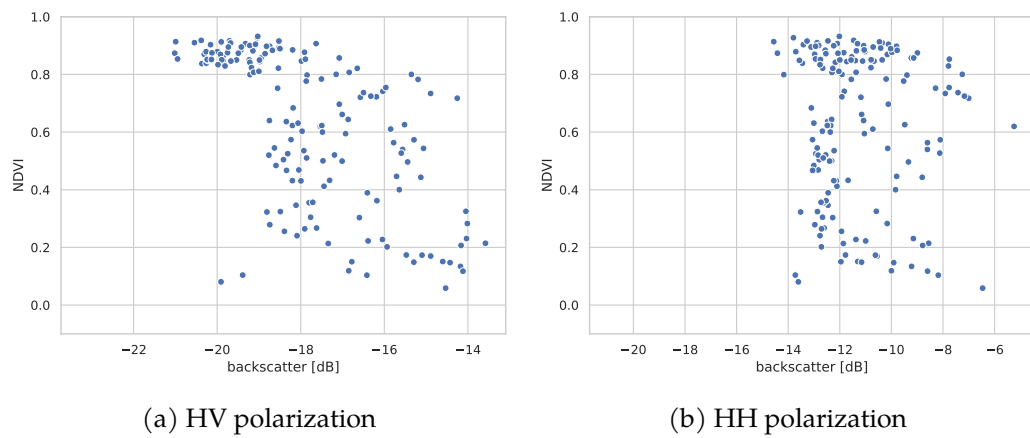 1.0
0.8
0.6
0.4
0.2
0.0
NDVI
−22 −20 −18 −16 −14
backscatter [dB]
(a) HV polarization
1.0
0.8
0.6
0.4
0.2
0.0
NDVI
−20 −18 −16 −14 −12 −10 −8 −6
backscatter [dB]
(b) HH polarization